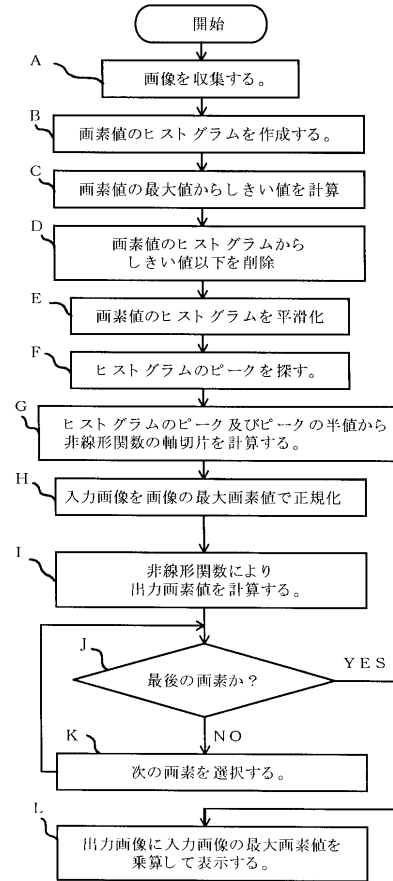 開始
A
画像を収集する。
B
画素値のヒストグラムを作成する。
C
画素値の最大値からしきい値を計算
D
画素値のヒストグラムから
しきい値以下を削除
E
画素値のヒストグラムを平滑化
F
ヒストグラムのピークを探す。
G
ヒストグラムのピーク及びピークの半値から
非線形関数の軸切片を計算する。
H
入力画像を画像の最大画素値で正規化
I
非線形関数により
出力画素値を計算する。
J
最後の画素か？
YES
NO
K
次の画素を選択する。
L
出力画像に入力画像の最大画素値を
乗算して表示する。